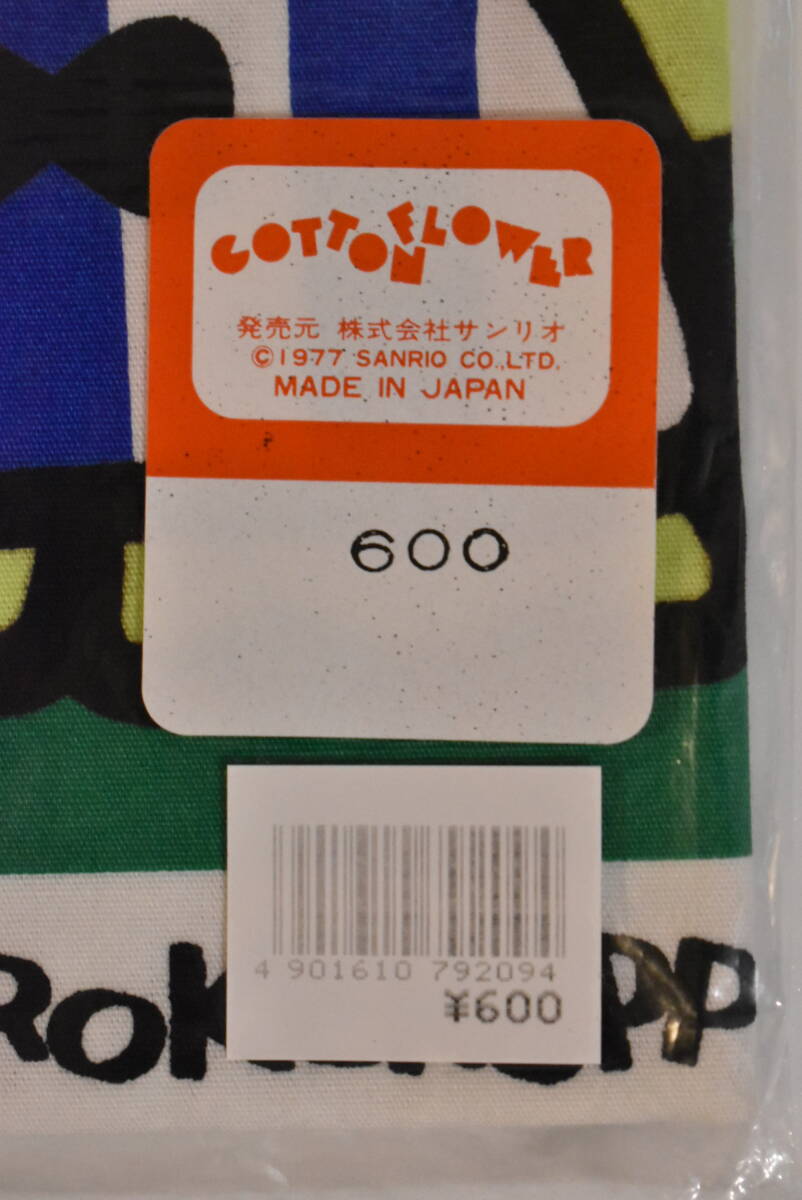 COTTON FLOWER
発売元 株式会社サンリオ
©1977 SANRIO CO.,LTD.
MADE IN JAPAN
600
4 901610 792094
¥600